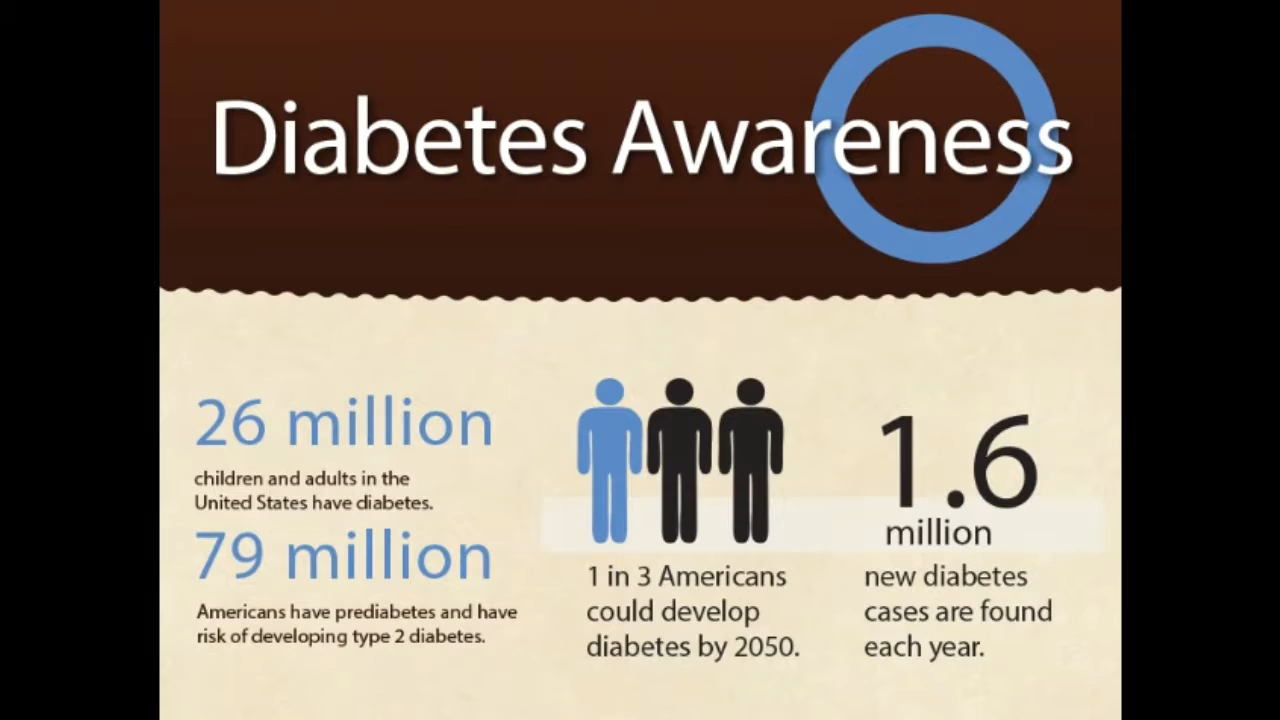 Diabetes Awareness
26 million
children and adults in the
United States have diabetes.
79 million
Americans have prediabetes and have
risk of developing type 2 diabetes.
1 in 3 Americans
could develop
diabetes by 2050.
1.6
million
new diabetes
cases are found
each year.